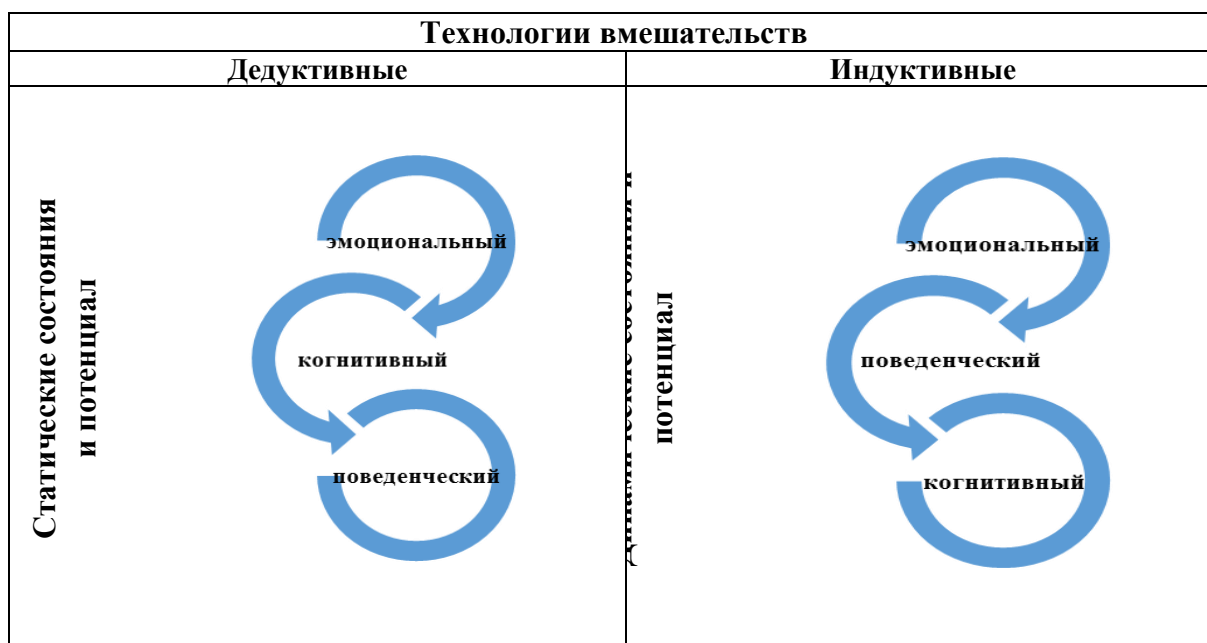 Технологии вмешательств
Дедуктивные
Индуктивные
Статические состояния
и потенциал
эмоциональный
когнитивный
поведенческий
потенциал
эмоциональный
поведенческий
когнитивный